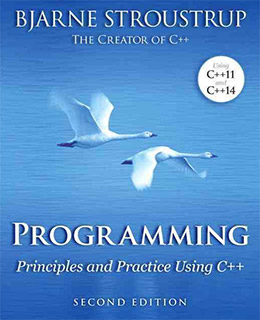 BJARNE STROUSTRUP
THE CREATOR OF C++
Using
C++11
and
C++14
PROGRAMMING
Principles and Practice Using C++
SECOND EDITION